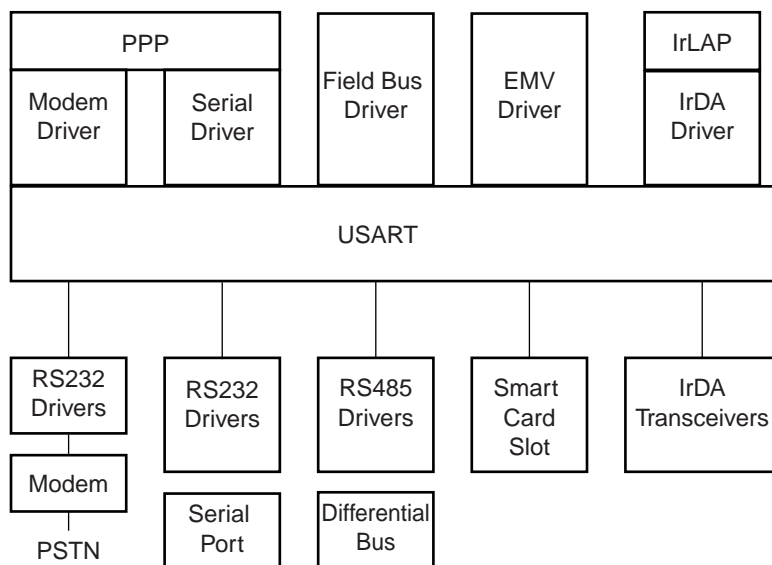 PPP
Modem
Driver
Serial
Driver
Field Bus
Driver
EMV
Driver
IrLAP
IrDA
Driver
USART
RS232
Drivers
Modem
PSTN
RS232
Drivers
Serial
Port
RS485
Drivers
Differential
Bus
Smart
Card
Slot
IrDA
Transceivers